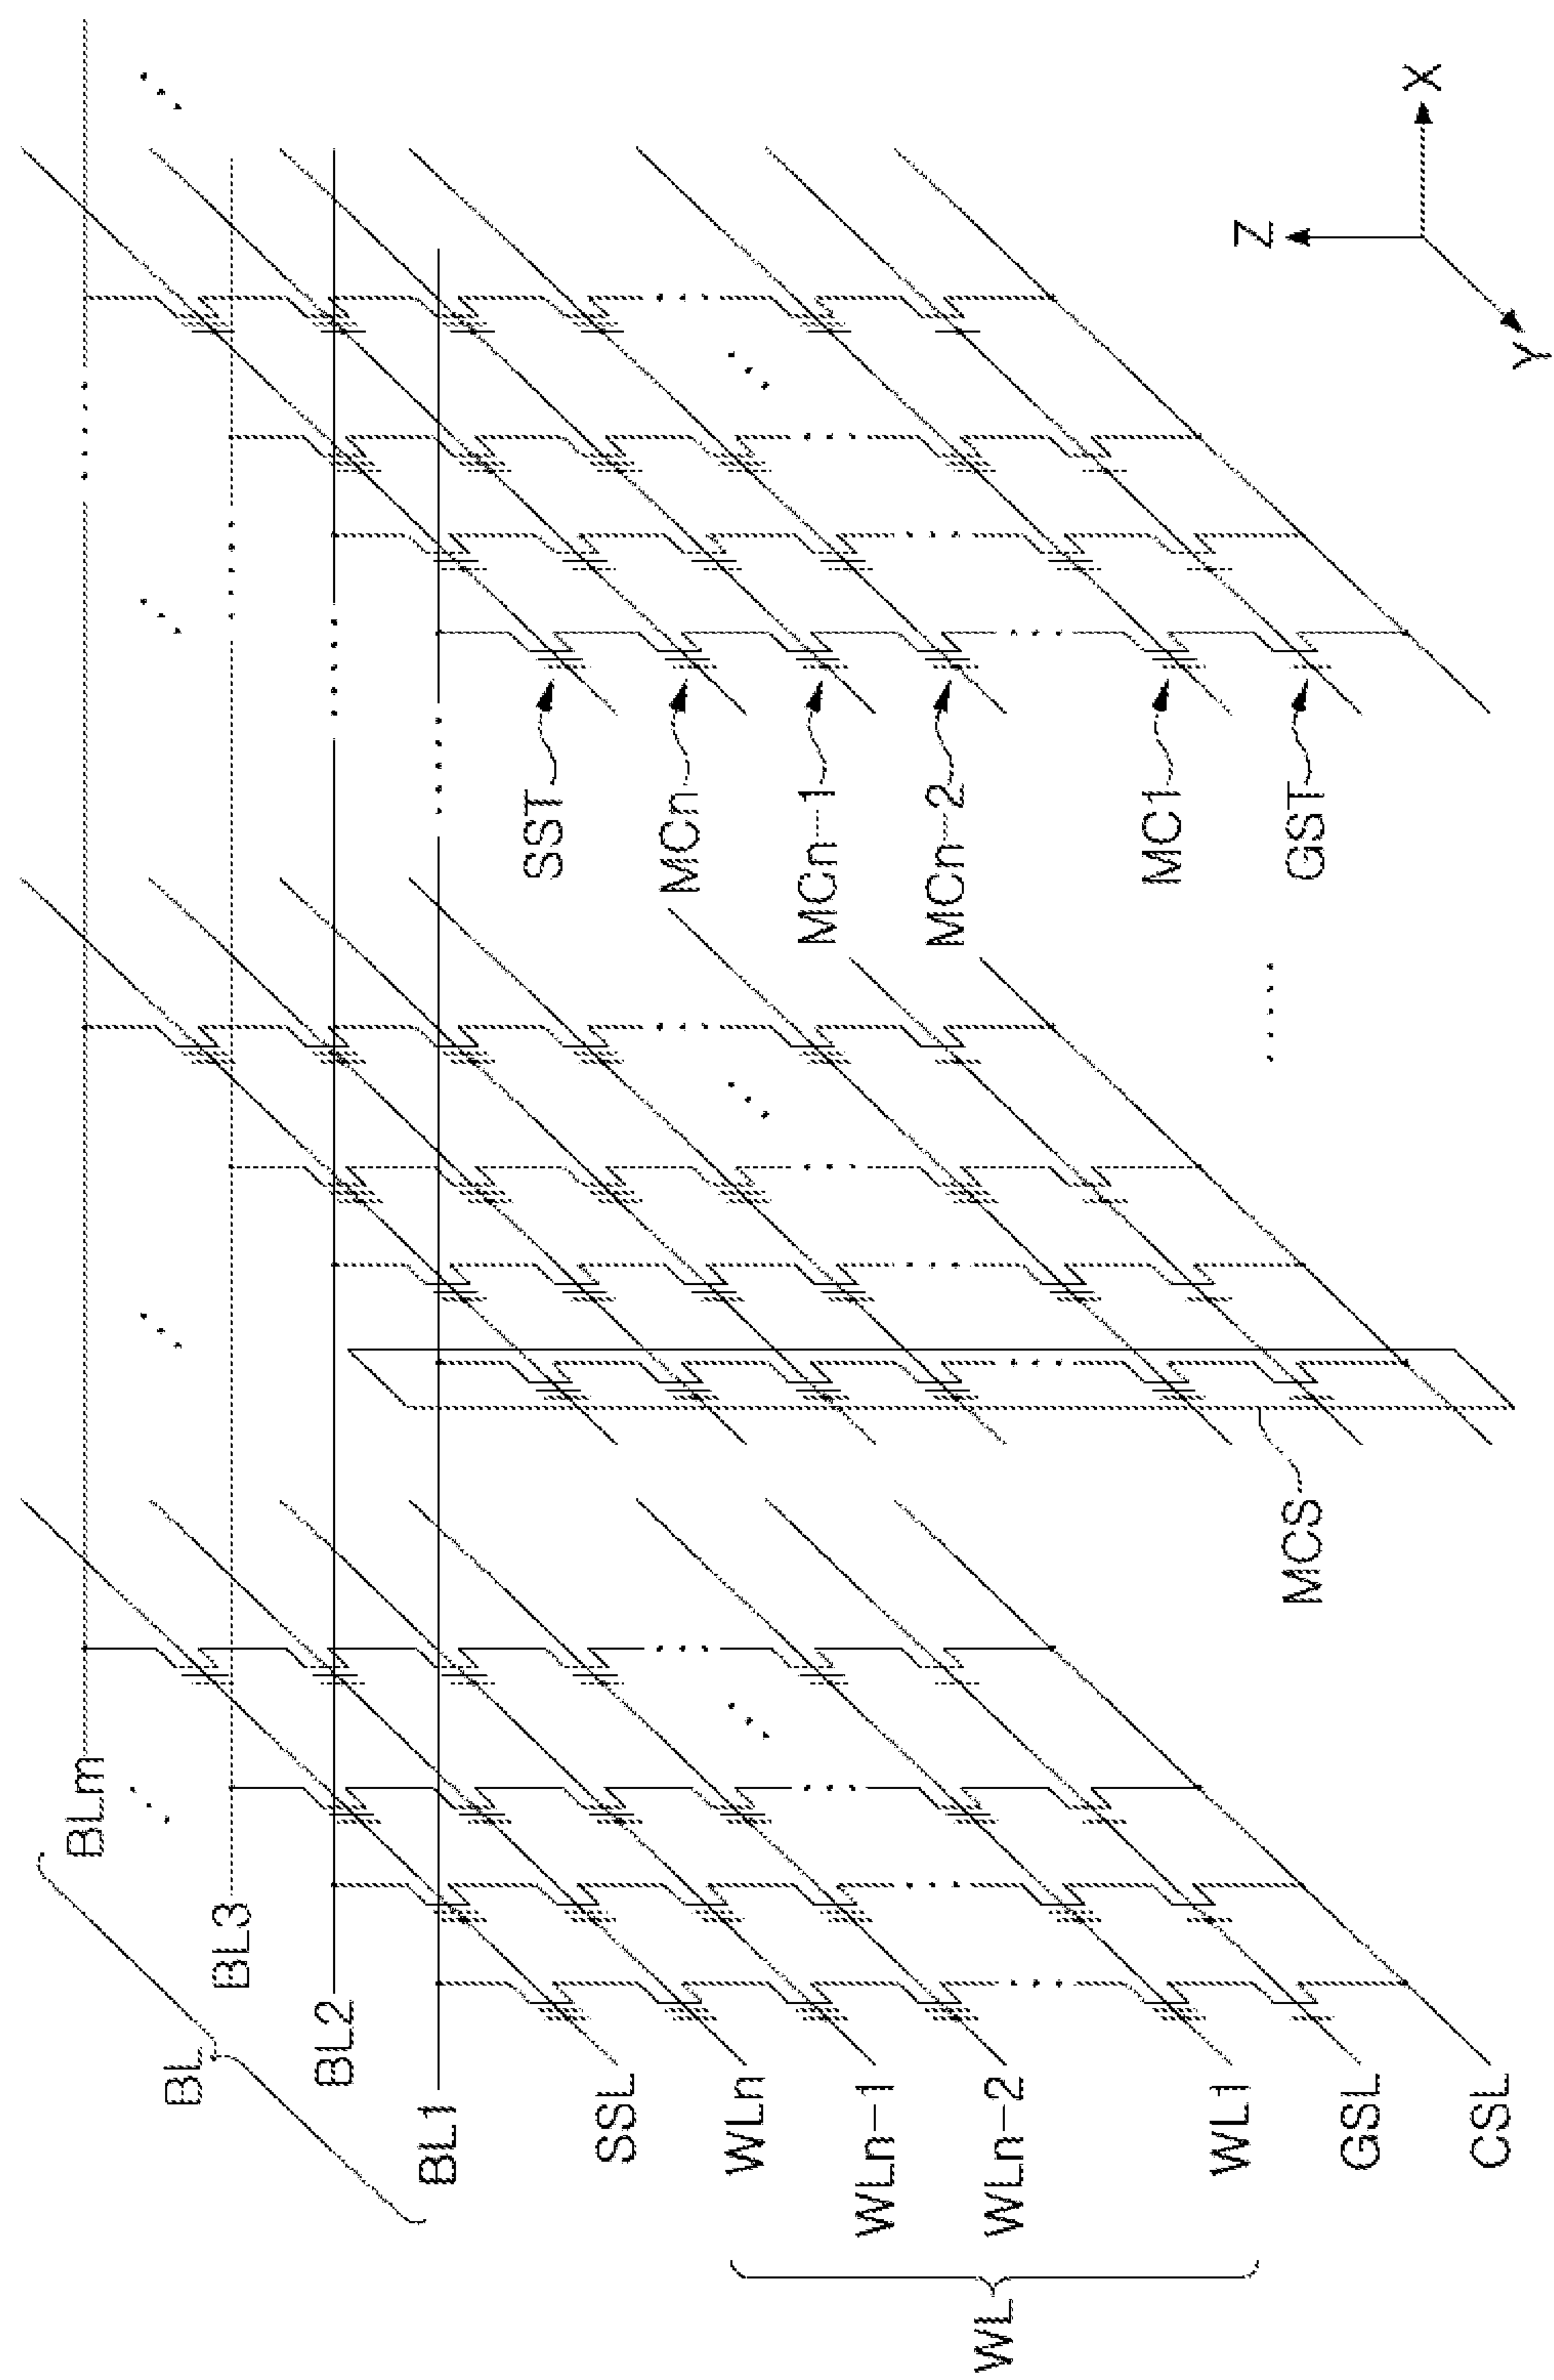 BL
BLm
BL3
BL2
BL1
SSL
WLn
WLn-1
WLn-2
WL1
GSL
CSL
WL
MCS
SST
MCn
MCn-1
MCn-2
MC1
GST
Z
X
Y